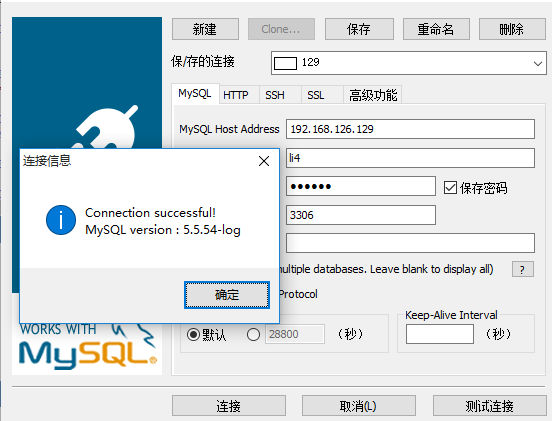 新建
Clone...
保存
重命名
删除
保/存的连接
129
MySQL
HTTP
SSH
SSL
高级功能
MySQL Host Address
192.168.126.129
li4
••••••
保存密码
3306
连接信息
Connection successful!
MySQL version : 5.5.54-log
确定
multiple databases. Leave blank to display all)
?
Protocol
默认
28800
（秒）
Keep-Alive Interval
（秒）
WORKS WITH
MySQL®
连接
取消(L)
测试连接